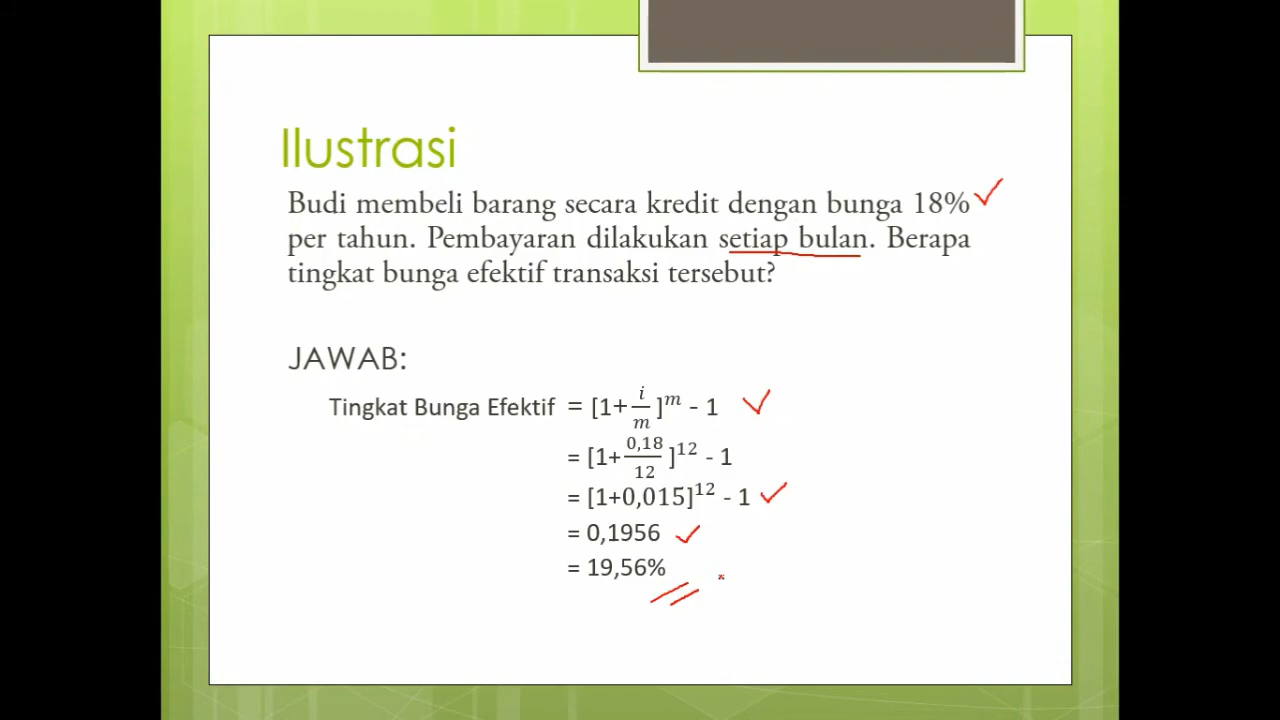 Ilustrasi
Budi membeli barang secara kredit dengan bunga 18%
per tahun. Pembayaran dilakukan setiap bulan. Berapa
tingkat bunga efektif transaksi tersebut?
JAWAB:
Tingkat Bunga Efektif = [1+i/m]^m - 1
= [1+0,18/12]^12 - 1
= [1+0,015]^12 - 1
= 0,1956
= 19,56%